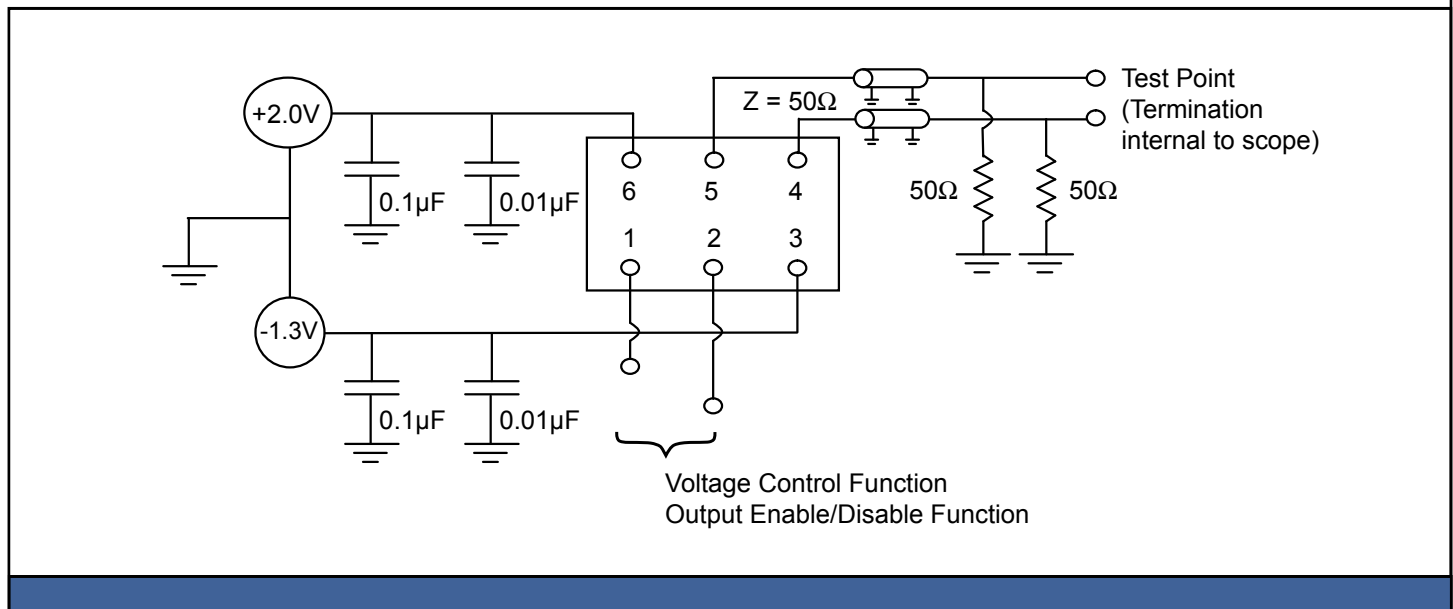 +2.0V
Z = 50Ω
Test Point
(Termination
internal to scope)
0.1µF
0.01µF
6
5
4
50Ω
50Ω
1
2
3
-1.3V
0.1µF
0.01µF
Voltage Control Function
Output Enable/Disable Function